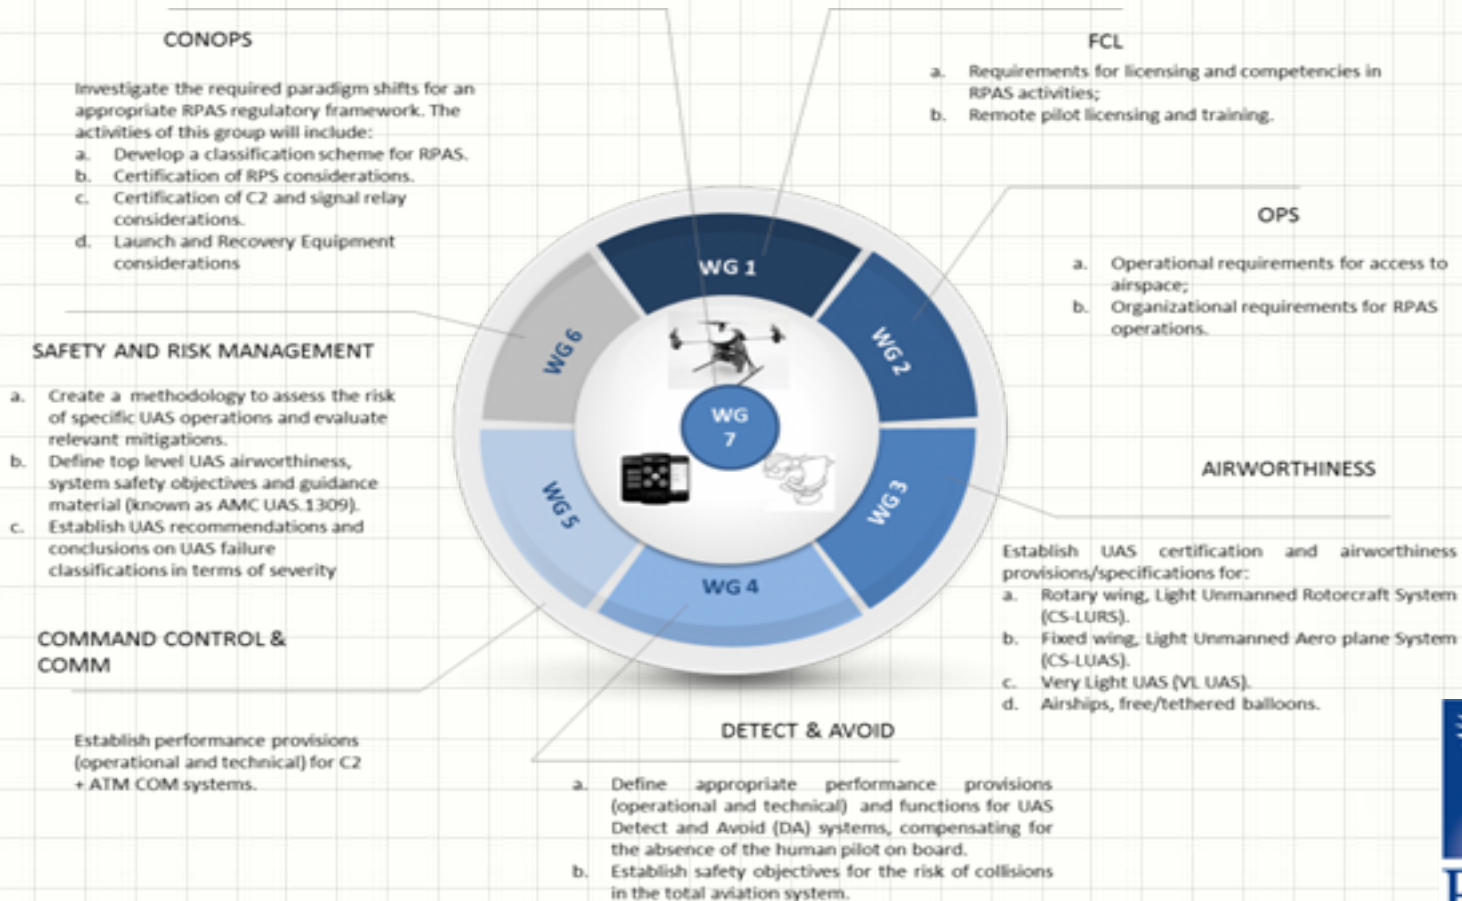 CONOPS
Investigate the required paradigm shifts for an
appropriate RPAS regulatory framework. The
activities of this group will include:
a. Develop a classification scheme for RPAS.
b. Certification of RPS considerations.
c. Certification of C2 and signal relay
considerations.
d. Launch and Recovery Equipment
considerations
FCL
a. Requirements for licensing and competencies in
RPAS activities;
b. Remote pilot licensing and training.
OPS
a. Operational requirements for access to
airspace;
b. Organizational requirements for RPAS
operations.
WG 1
WG 2
WG 3
WG 4
WG 5
WG 6
WG
7
SAFETY AND RISK MANAGEMENT
a. Create a methodology to assess the risk
of specific UAS operations and evaluate
relevant mitigations.
b. Define top level UAS airworthiness,
system safety objectives and guidance
material (known as AMC UAS.1309).
c. Establish UAS recommendations and
conclusions on UAS failure
classifications in terms of severity
AIRWORTHINESS
Establish UAS certification and airworthiness
provisions/specifications for:
a. Rotary wing, Light Unmanned Rotorcraft System
(CS-LURS).
b. Fixed wing, Light Unmanned Aero plane System
(CS-LUAS).
c. Very Light UAS (VL UAS).
d. Airships, free/tethered balloons.
COMMAND CONTROL &
COMM
Establish performance provisions
(operational and technical) for C2
+ ATM COM systems.
DETECT & AVOID
a. Define appropriate performance provisions
(operational and technical) and functions for UAS
Detect and Avoid (DA) systems, compensating for
the absence of the human pilot on board.
b. Establish safety objectives for the risk of collisions
in the total aviation system.